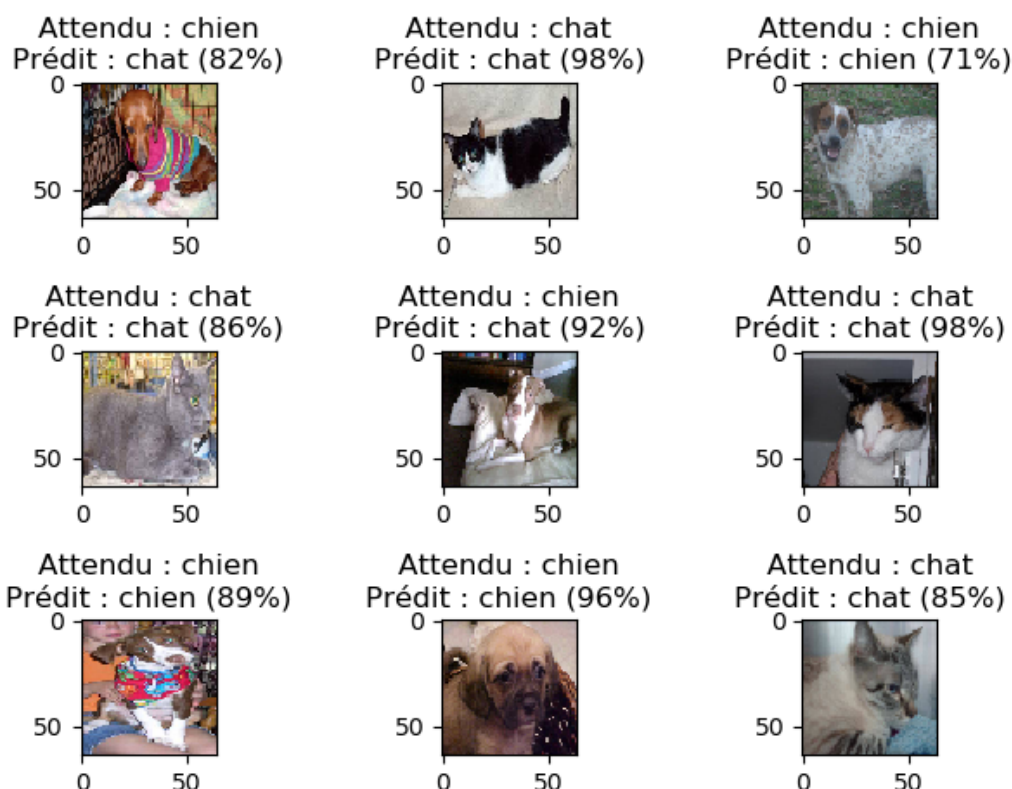 Attendu : chien
Prédit : chat (82%)
Attendu : chat
Prédit : chat (98%)
Attendu : chien
Prédit : chien (71%)
0
50
0 50
0
50
0 50
0
50
0 50
Attendu : chat
Prédit : chat (86%)
Attendu : chien
Prédit : chat (92%)
Attendu : chat
Prédit : chat (98%)
0
50
0 50
0
50
0 50
0
50
0 50
Attendu : chien
Prédit : chien (89%)
Attendu : chien
Prédit : chien (96%)
Attendu : chat
Prédit : chat (85%)
0
50
0 50
0
50
0 50
0
50
0 50